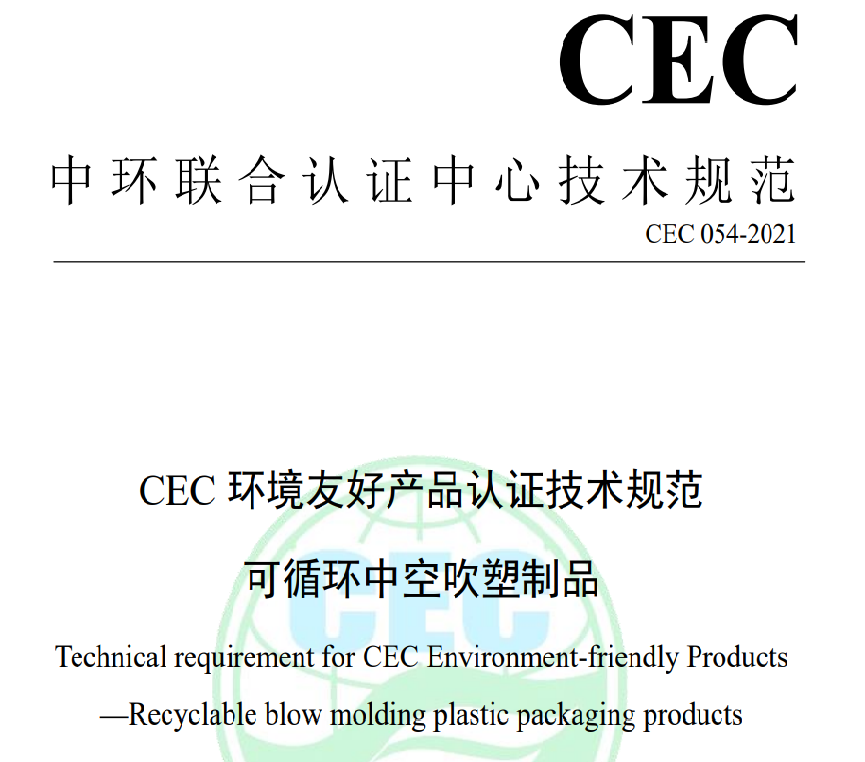 CEC
中环联合认证中心技术规范
CEC 054-2021
CEC 环境友好产品认证技术规范
可循环中空吹塑制品
CEC
Technical requirement for CEC Environment-friendly Products
—Recyclable blow molding plastic packaging products